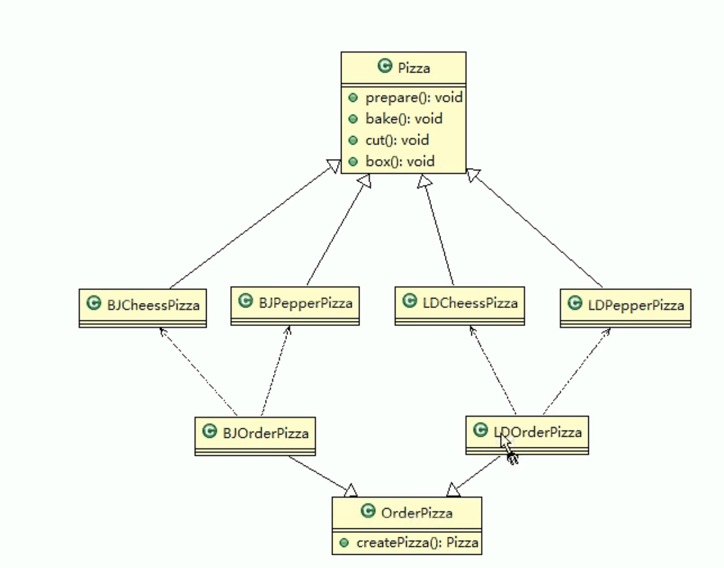 Pizza
prepare(): void
bake(): void
cut(): void
box(): void
BJCheessPizza
BJPepperPizza
LDCheessPizza
LDPepperPizza
BJOrderPizza
LDOrderPizza
OrderPizza
createPizza(): Pizza